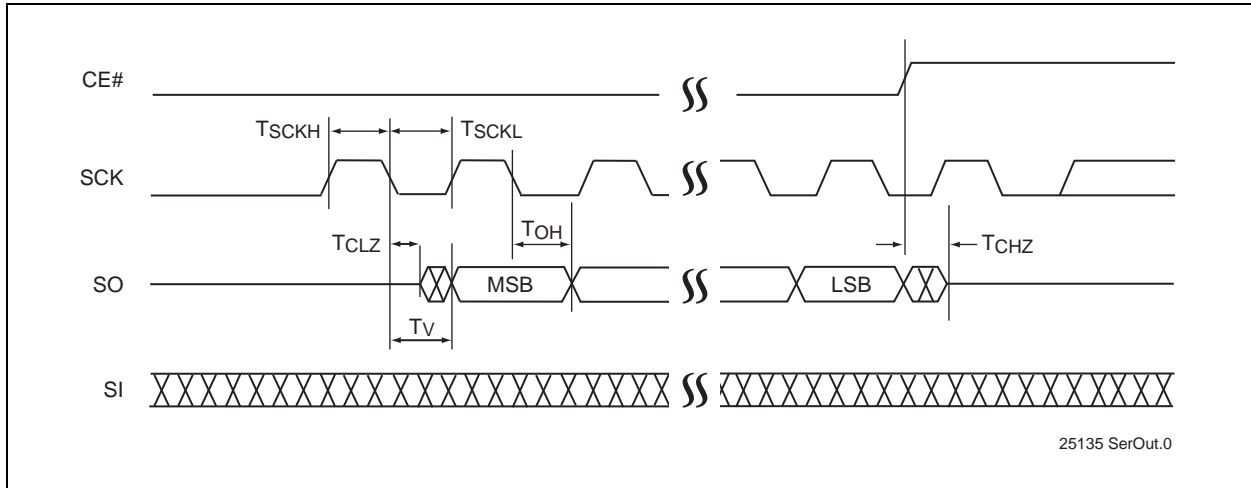 CE#
TSCKH
TSCKL
SCK
TOH
TCLZ
TCHZ
SO
MSB
LSB
TV
SI
25135 SerOut.0